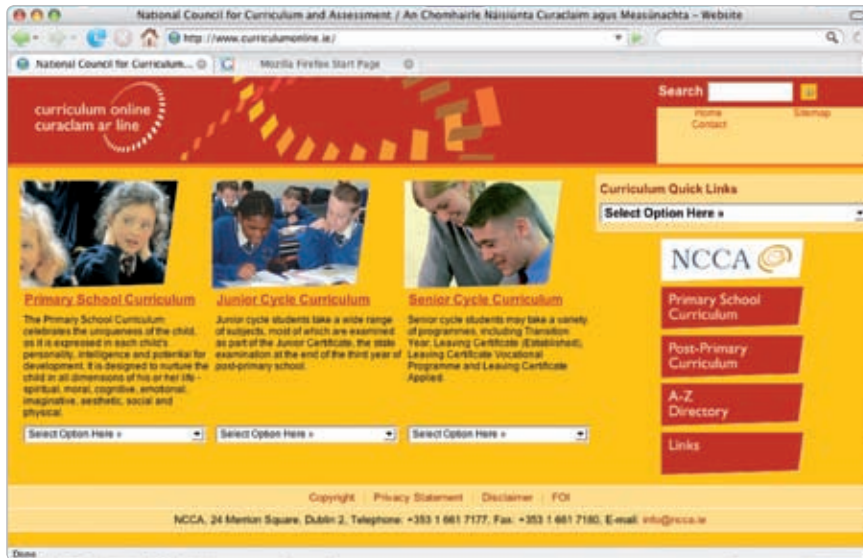 National Council for Curriculum and Assessment / An Chomhairle Náisiúnta Curaclaim agus Measúnachta - Website
http://www.curriculumonline.ie/
National Council for Curriculum... Mozilla Firefox Start Page
curriculum online
curaclam ar líne
Search
Home Sitemap
Contact
Curriculum Quick Links
Select Option Here »
NCCA
Primary School
Curriculum
Post-Primary
Curriculum
A-Z
Directory
Links
Primary School Curriculum
The Primary School Curriculum
celebrates the uniqueness of the child,
as it is expressed in each child's
personality, intelligence and potential for
development. It is designed to nurture the
child in all dimensions of his or her life -
spiritual, moral, cognitive, emotional,
imaginative, aesthetic, social and
physical.
Select Option Here »
Junior Cycle Curriculum
Junior cycle students take a wide range
of subjects, most of which are examined
as part of the Junior Certificate, the state
examination at the end of the third year of
post-primary school.
Select Option Here »
Senior Cycle Curriculum
Senior cycle students may take a variety
of programmes, including Transition
Year, Leaving Certificate (Established),
Leaving Certificate Vocational
Programme and Leaving Certificate
Applied.
Select Option Here »
Copyright | Privacy Statement | Disclaimer | FOI
NCCA, 24 Merrion Square, Dublin 2, Telephone: +353 1 661 7177, Fax: +353 1 661 7180, E-mail: info@ncca.ie
Done